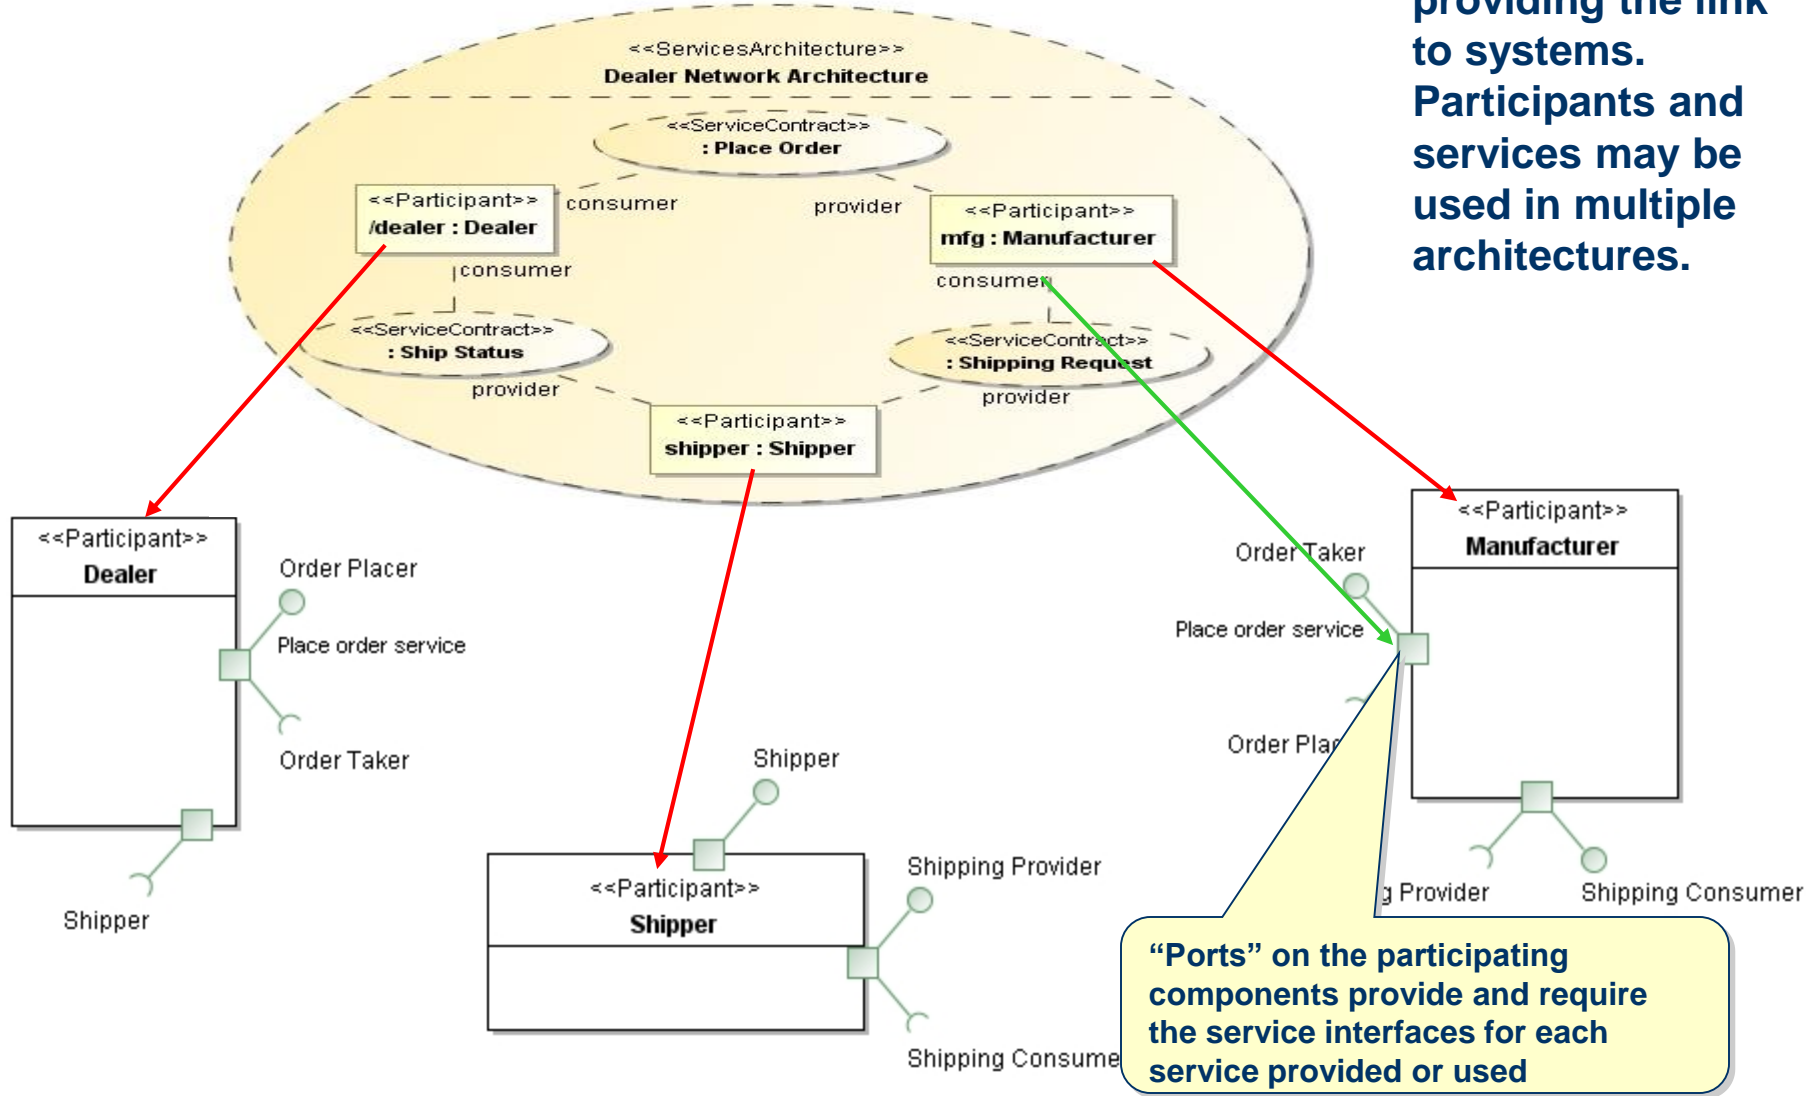 providing the link
to systems.
Participants and
services may be
used in multiple
architectures.
<<ServicesArchitecture>>
Dealer Network Architecture
<<ServiceContract>>
: Place Order
<<Participant>>
/dealer : Dealer
consumer
provider
<<Participant>>
mfg : Manufacturer
consumer
consumer
<<ServiceContract>>
: Ship Status
<<ServiceContract>>
: Shipping Request
provider
provider
<<Participant>>
shipper : Shipper
<<Participant>>
Dealer
Order Placer
Place order service
Order Taker
Shipper
<<Participant>>
Manufacturer
Order Taker
Place order service
Order Plac
g Provider
Shipping Consumer
Shipper
<<Participant>>
Shipper
Shipping Provider
Shipping Consume
“Ports” on the participating
components provide and require
the service interfaces for each
service provided or used